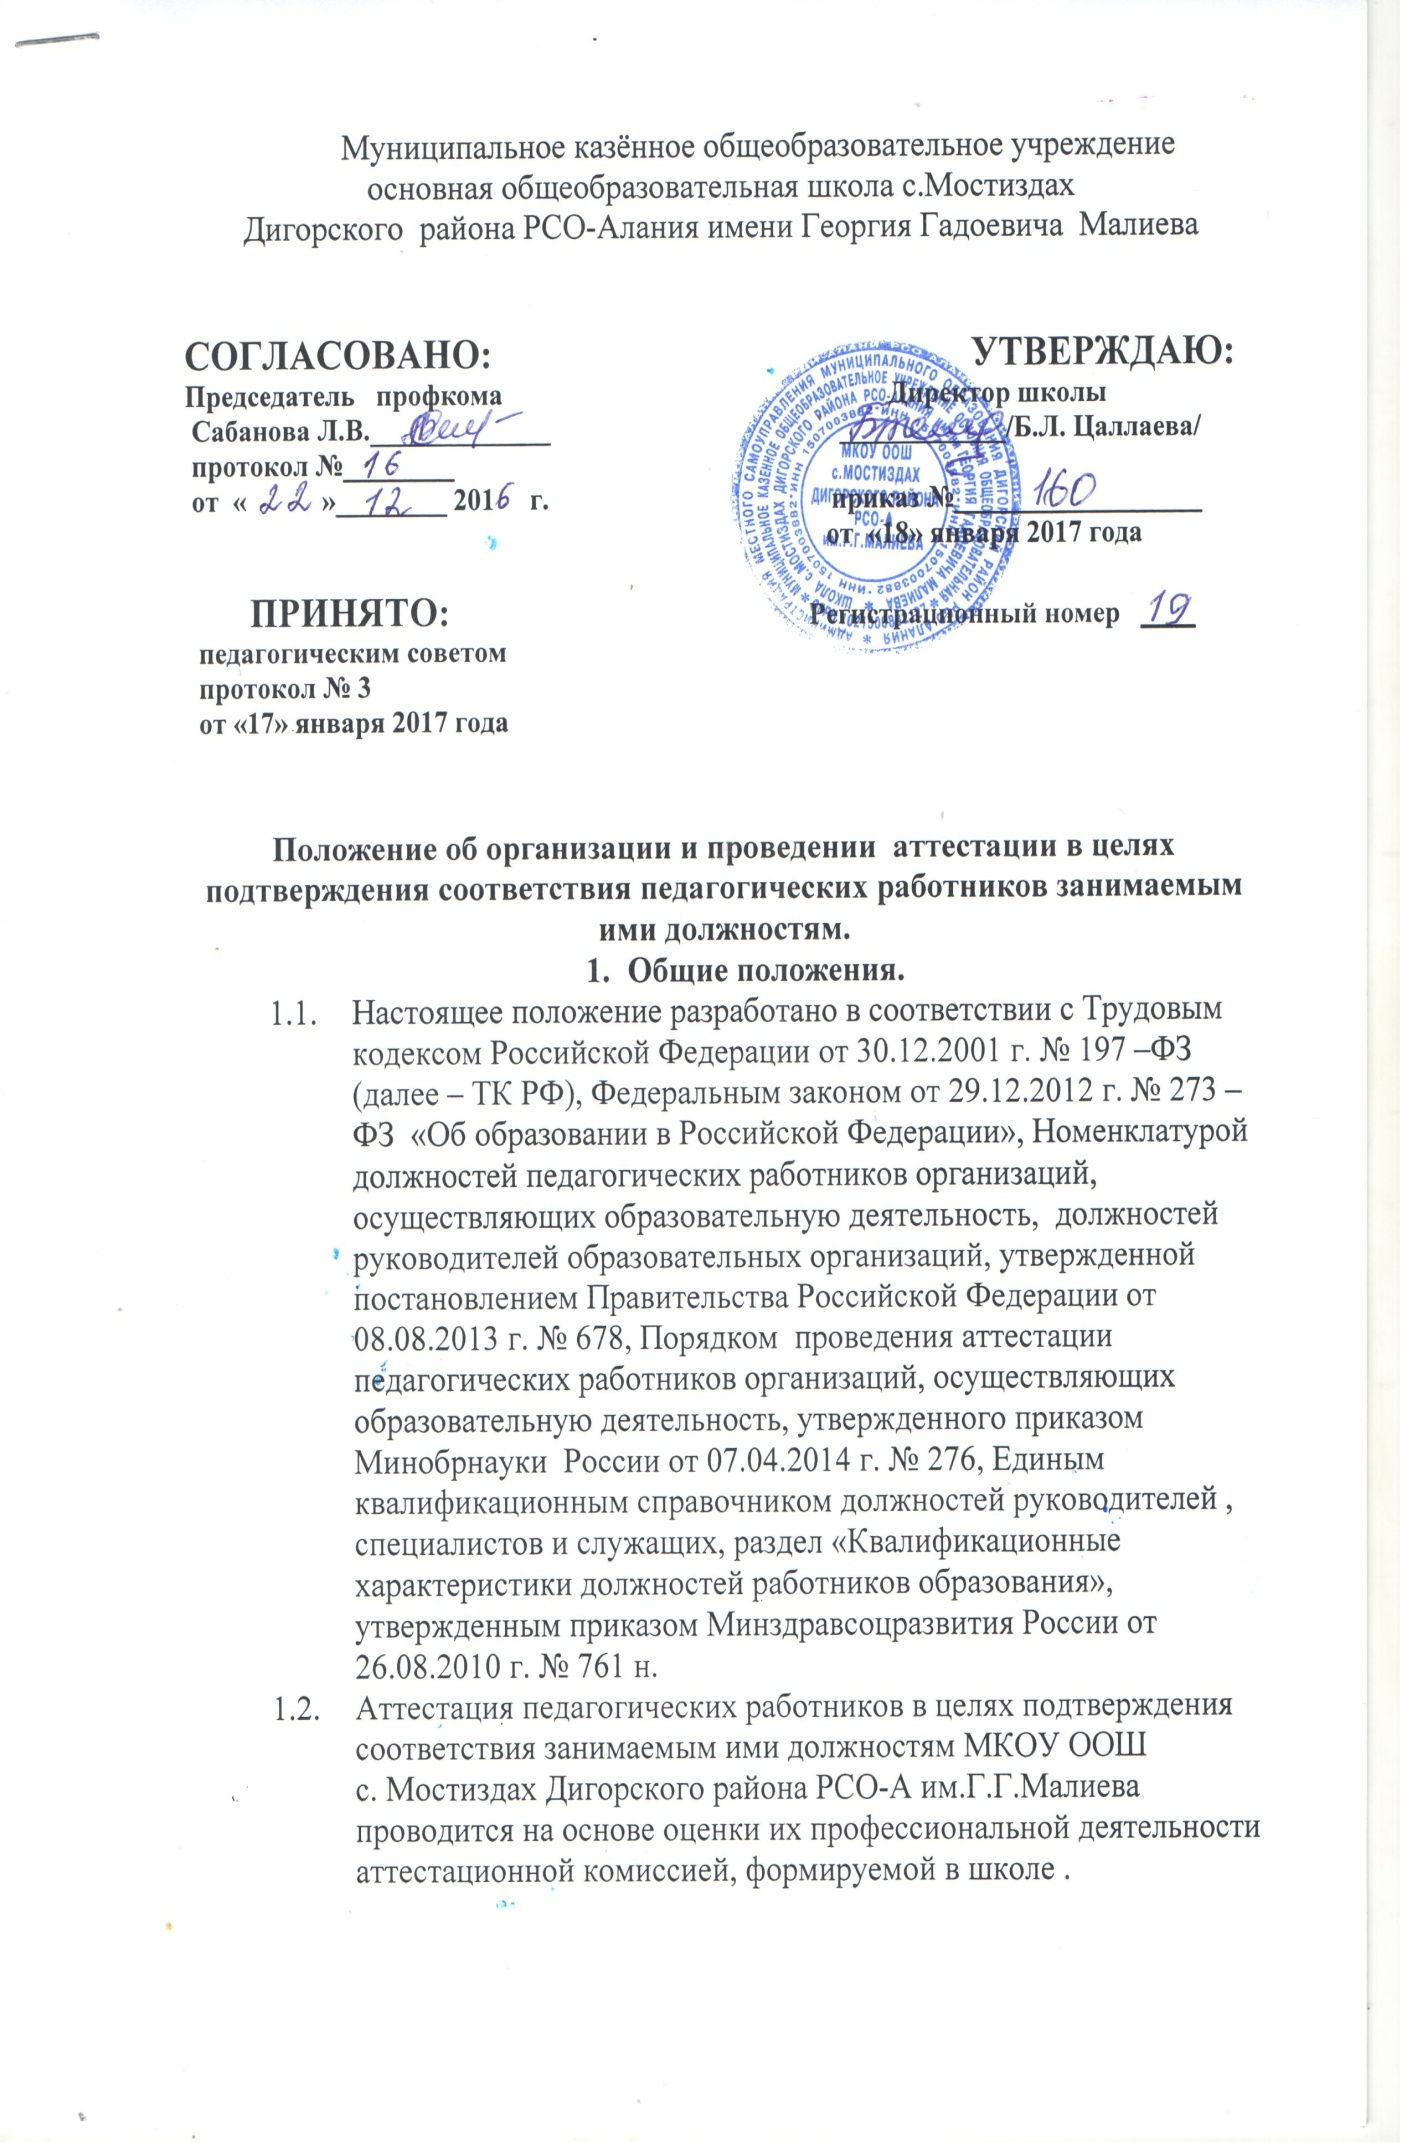 Муниципальное казённое общеобразовательное учреждение
основная общеобразовательная школа с.Мостиздах
Дигорского района РСО-Алания имени Георгия Гадоевича Малиева
СОГЛАСОВАНО:
Председатель профкома
Сабанова Л.В.
протокол № 16
от « 22 » 12 2016 г.
УТВЕРЖДАЮ:
Директор школы
/Б.Л. Цаллаева/
приказ № 160
от «18» января 2017 года
Регистрационный номер 19
МКОУ ООШ
с.МОСТИЗДАХ
ДИГОРСКОГО РАЙОНА
РСО-А
им.Г.Г.МАЛИЕВА
ПРИНЯТО:
педагогическим советом
протокол № 3
от «17» января 2017 года
Положение об организации и проведении аттестации в целях
подтверждения соответствия педагогических работников занимаемым
ими должностям.
1. Общие положения.
1.1. Настоящее положение разработано в соответствии с Трудовым
кодексом Российской Федерации от 30.12.2001 г. № 197 –ФЗ
(далее – ТК РФ), Федеральным законом от 29.12.2012 г. № 273 –
ФЗ «Об образовании в Российской Федерации», Номенклатурой
должностей педагогических работников организаций,
осуществляющих образовательную деятельность, должностей
руководителей образовательных организаций, утвержденной
постановлением Правительства Российской Федерации от
08.08.2013 г. № 678, Порядком проведения аттестации
педагогических работников организаций, осуществляющих
образовательную деятельность, утвержденного приказом
Минобрнауки России от 07.04.2014 г. № 276, Единым
квалификационным справочником должностей руководителей ,
специалистов и служащих, раздел «Квалификационные
характеристики должностей работников образования»,
утвержденным приказом Минздравсоцразвития России от
26.08.2010 г. № 761 н.
1.2. Аттестация педагогических работников в целях подтверждения
соответствия занимаемым ими должностям МКОУ ООШ
с. Мостиздах Дигорского района РСО-А им.Г.Г.Малиева
проводится на основе оценки их профессиональной деятельности
аттестационной комиссией, формируемой в школе .